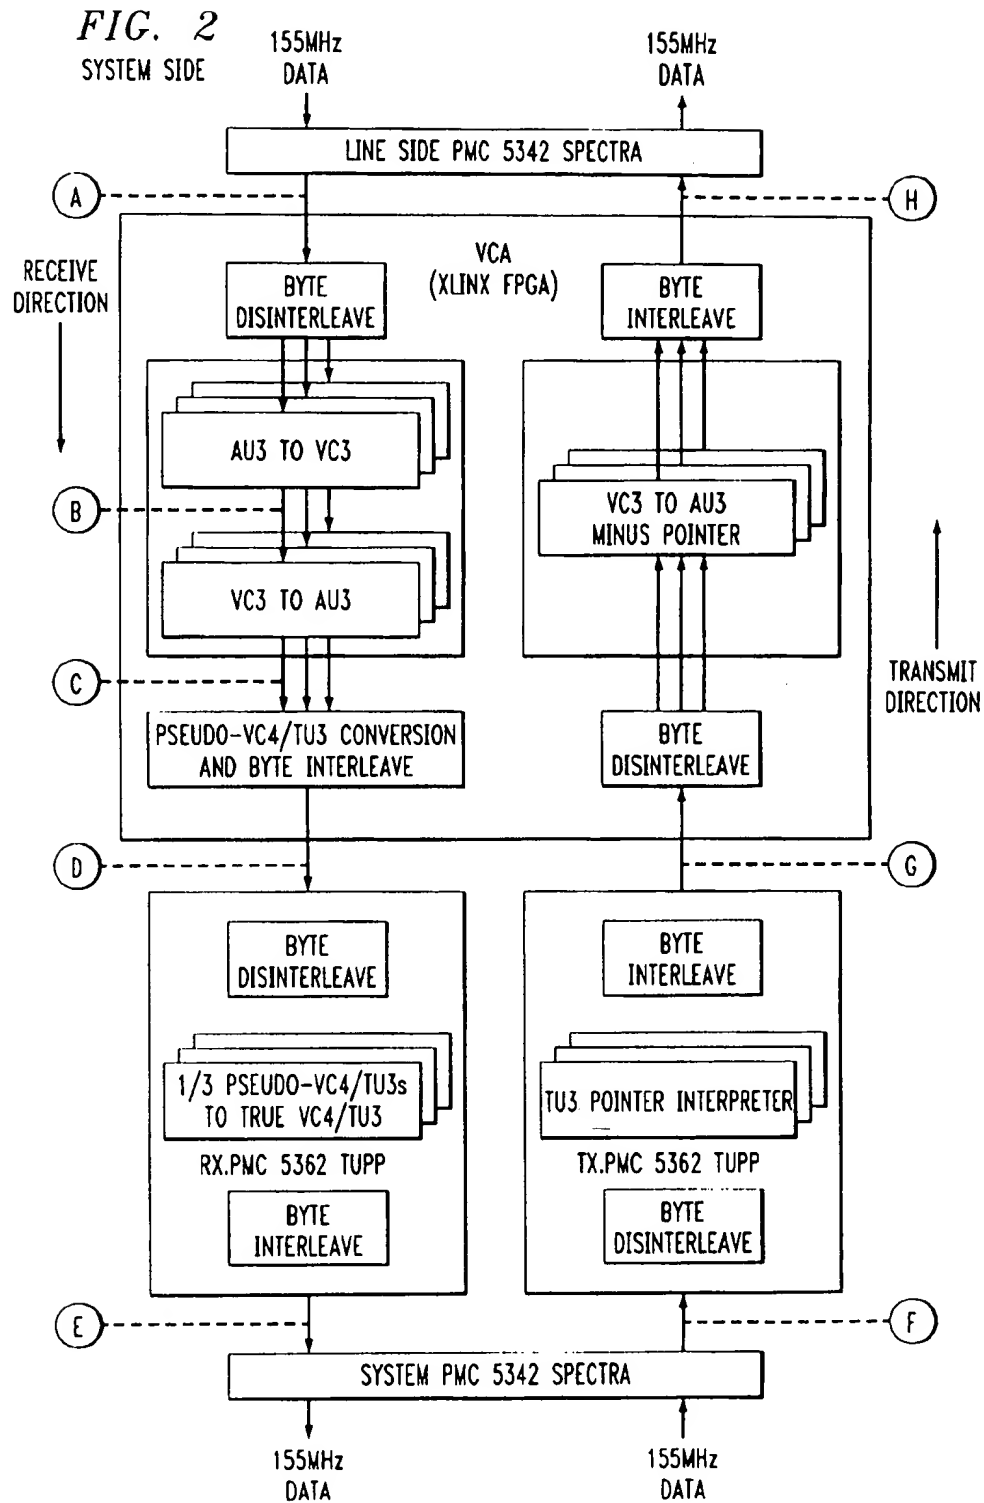 FIG. 2
SYSTEM SIDE
155MHz
DATA
155MHz
DATA
LINE SIDE PMC 5342 SPECTRA
A
H
RECEIVE
DIRECTION
VCA
(XLINX FPGA)
BYTE
DISINTERLEAVE
BYTE
INTERLEAVE
AU3 TO VC3
B
VC3 TO AU3
MINUS POINTER
VC3 TO AU3
C
TRANSMIT
DIRECTION
PSEUDO-VC4/TU3 CONVERSION
AND BYTE INTERLEAVE
BYTE
DISINTERLEAVE
D
G
BYTE
DISINTERLEAVE
BYTE
INTERLEAVE
1/3 PSEUDO-VC4/TU3s
TO TRUE VC4/TU3
TU3 POINTER INTERPRETER
RX.PMC 5362 TUPP
TX.PMC 5362 TUPP
BYTE
INTERLEAVE
BYTE
DISINTERLEAVE
E
F
SYSTEM PMC 5342 SPECTRA
155MHz
DATA
155MHz
DATA